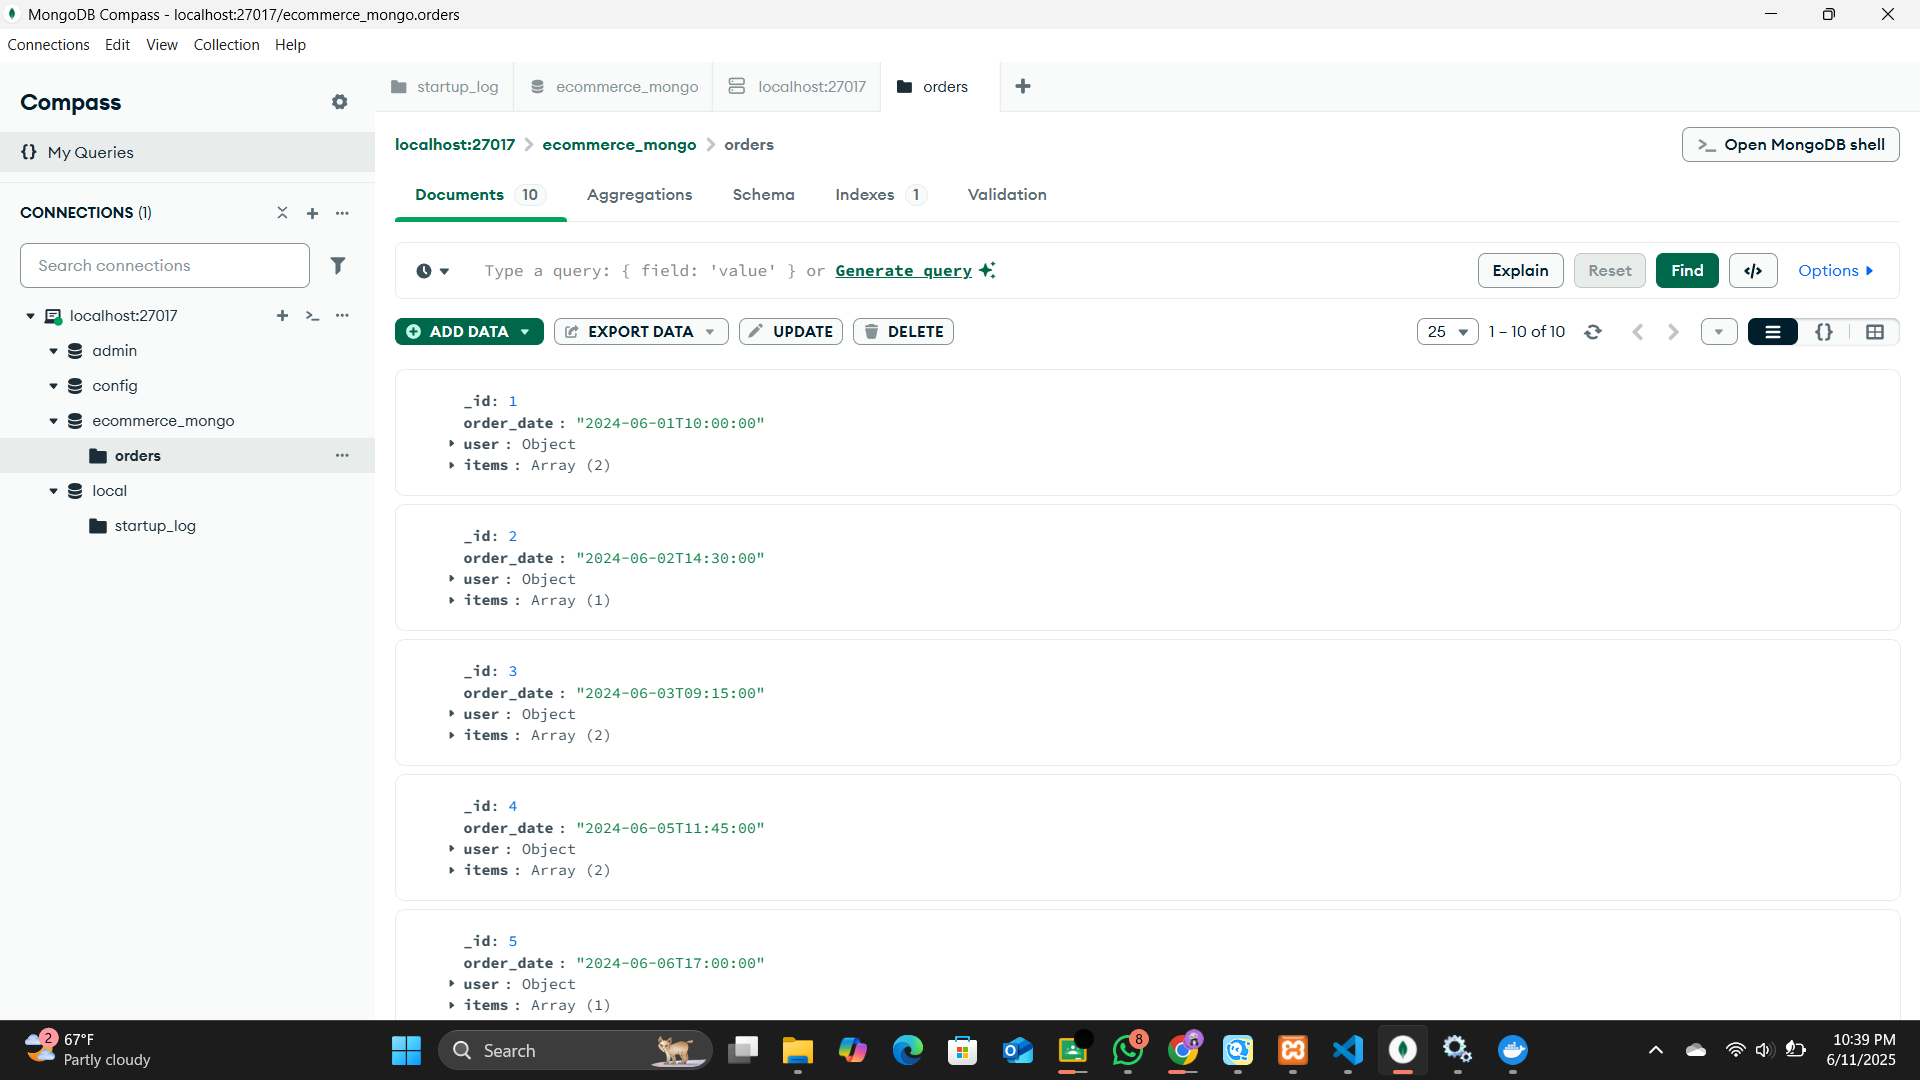 MongoDB Compass - localhost:27017/ecommerce_mongo.orders
Connections Edit View Collection Help
Compass
My Queries
CONNECTIONS (1)
Search connections
localhost:27017
admin
config
ecommerce_mongo
orders
local
startup_log
startup_log ecommerce_mongo localhost:27017 orders
localhost:27017 > ecommerce_mongo > orders
>_ Open MongoDB shell
Documents 10 Aggregations Schema Indexes 1 Validation
Type a query: { field: 'value' } or Generate query
Explain Reset Find </> Options
ADD DATA EXPORT DATA UPDATE DELETE
25 1 – 10 of 10 {}
_id: 1
order_date : "2024-06-01T10:00:00"
user : Object
items : Array (2)
_id: 2
order_date : "2024-06-02T14:30:00"
user : Object
items : Array (1)
_id: 3
order_date : "2024-06-03T09:15:00"
user : Object
items : Array (2)
_id: 4
order_date : "2024-06-05T11:45:00"
user : Object
items : Array (2)
_id: 5
order_date : "2024-06-06T17:00:00"
user : Object
items : Array (1)
2
67°F
Partly cloudy
Search
8
10:39 PM
6/11/2025